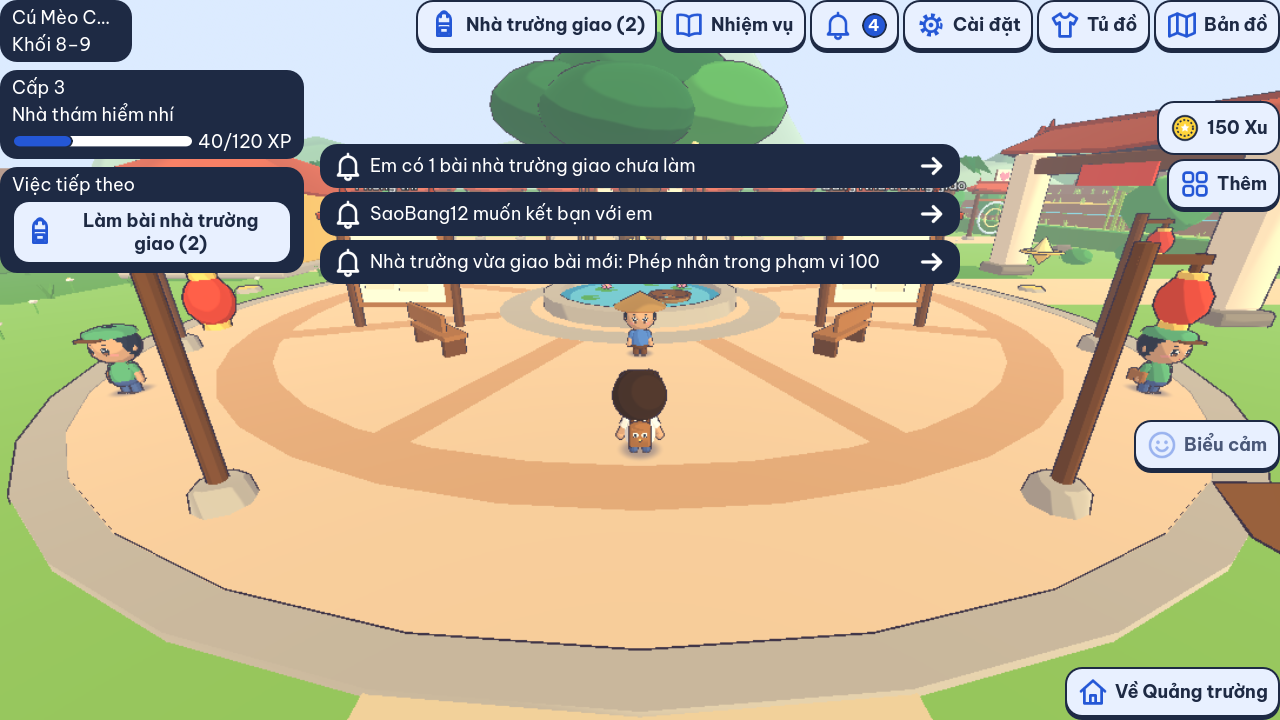 Cú Mèo C...
Khối 8-9
Nhà trường giao (2)
Nhiệm vụ
4
Cài đặt
Tủ đồ
Bản đồ
Cấp 3
Nhà thám hiểm nhí
40/120 XP
150 Xu
Thêm
Việc tiếp theo
Làm bài nhà trường
giao (2)
Em có 1 bài nhà trường giao chưa làm
SaoBang12 muốn kết bạn với em
Nhà trường vừa giao bài mới: Phép nhân trong phạm vi 100
Biểu cảm
Về Quảng trường